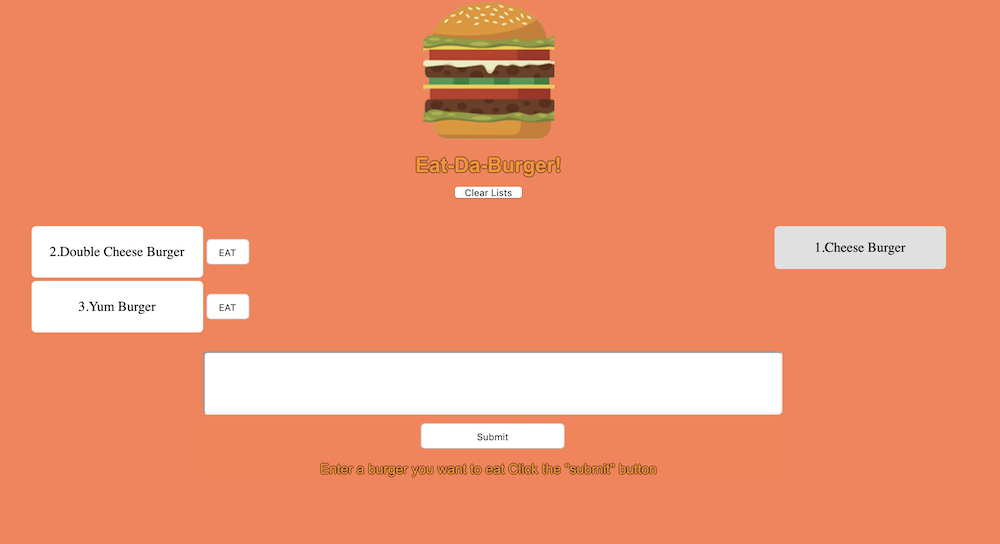 Eat-Da-Burger!
Clear Lists
2.Double Cheese Burger
EAT
1.Cheese Burger
3.Yum Burger
EAT
Submit
Enter a burger you want to eat Click the "submit" button